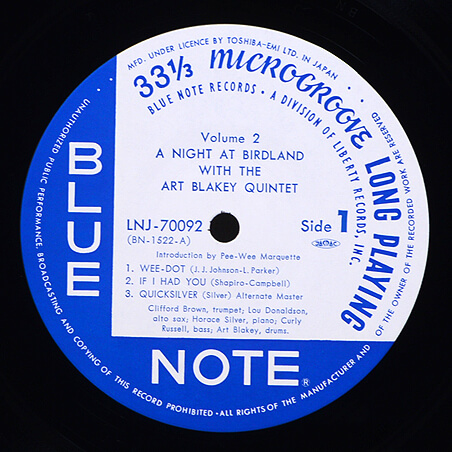 MFD. UNDER LICENCE BY TOSHIBA-EMI LTD. IN JAPAN
33 1/3 MICROGROOVE LONG PLAYING
BLUE NOTE RECORDS • A DIVISION OF LIBERTY RECORDS, INC.
Volume 2
A NIGHT AT BIRDLAND
WITH THE
ART BLAKEY QUINTET
LNJ-70092
(BN-1522-A)
Side 1
JASRAC
Introduction by Pee-Wee Marquette
1. WEE-DOT (J.J.Johnson-L.Parker)
2. IF I HAD YOU (Shapiro-Campbell)
3. QUICKSILVER (Silver) Alternate Master
Clifford Brown, trumpet; Lou Donaldson,
alto sax; Horace Silver, piano; Curly
Russell, bass; Art Blakey, drums.
BLUE
NOTE®
UNAUTHORIZED PUBLIC PERFORMANCE, BROADCASTING AND COPYING OF THIS RECORD PROHIBITED • ALL RIGHTS OF THE MANUFACTURER AND OF THE OWNER OF THE RECORDED WORK ARE RESERVED